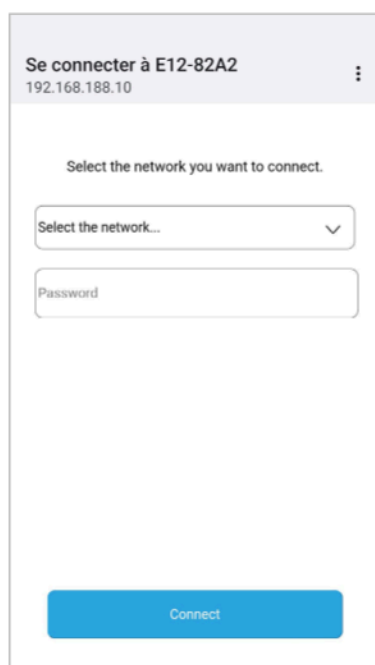 Se connecter à E12-82A2
192.168.188.10
Select the network you want to connect.
Select the network...
Password
Connect